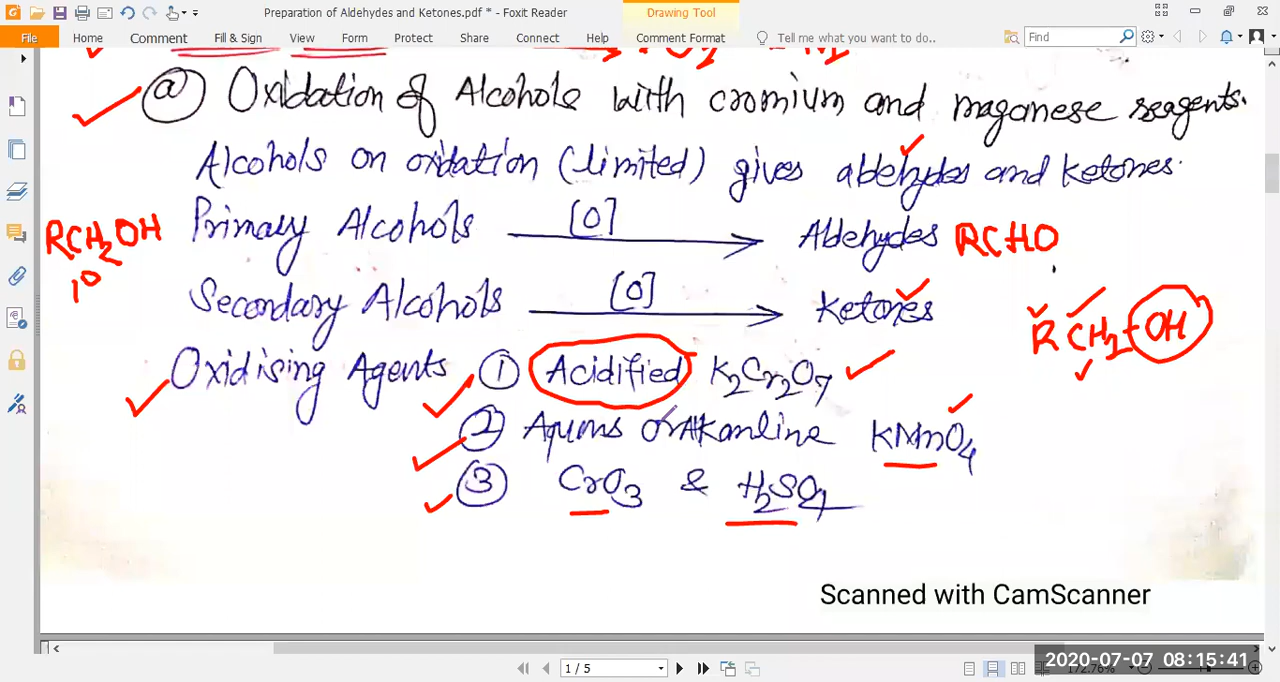 Preparation of Aldehydes and Ketones.pdf * - Foxit Reader
Drawing Tool
File Home Comment Fill & Sign View Form Protect Share Connect Help Comment Format Tell me what you want to do.. Find
(a) Oxidation of Alcohols with cromium and maganese reagents.
Alcohols on oxidation (limited) gives aldehydes and Ketones.
RCH2OH Primary Alcohols [O] Aldehydes RCHO
1o
Secondary Alcohols [O] Ketones
R CH2-OH
Oxidising Agents ① Acidified K2Cr2O7
② Aqueous or Alkanline KMnO4
③ CrO3 & H2SO4
Scanned with CamScanner
1 / 5
172.76%
2020-07-07 08:15:41